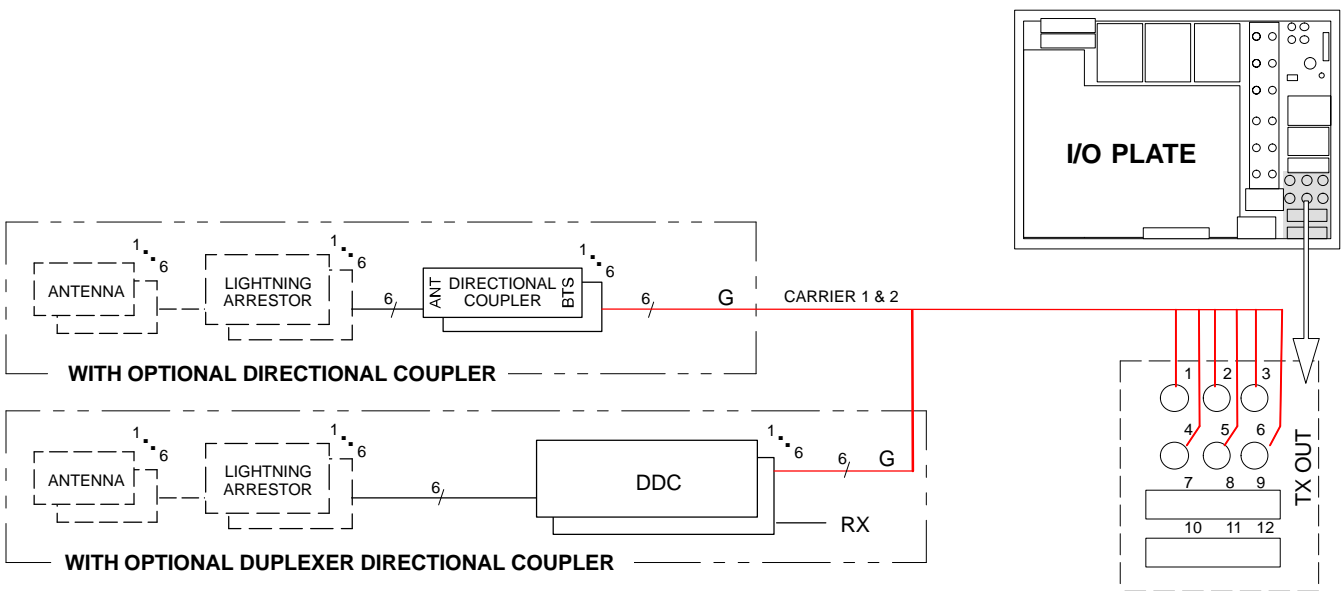 I/O PLATE
1
6
1
6
1
6
ANTENNA
LIGHTNING
ARRESTOR
6
ANT
DIRECTIONAL
COUPLER
BTS
6
G
CARRIER 1 & 2
WITH OPTIONAL DIRECTIONAL COUPLER
1
6
1
6
1
6
ANTENNA
LIGHTNING
ARRESTOR
6
DDC
6
G
RX
WITH OPTIONAL DUPLEXER DIRECTIONAL COUPLER
1 2 3
4 5 6
7 8 9
10 11 12
TX OUT